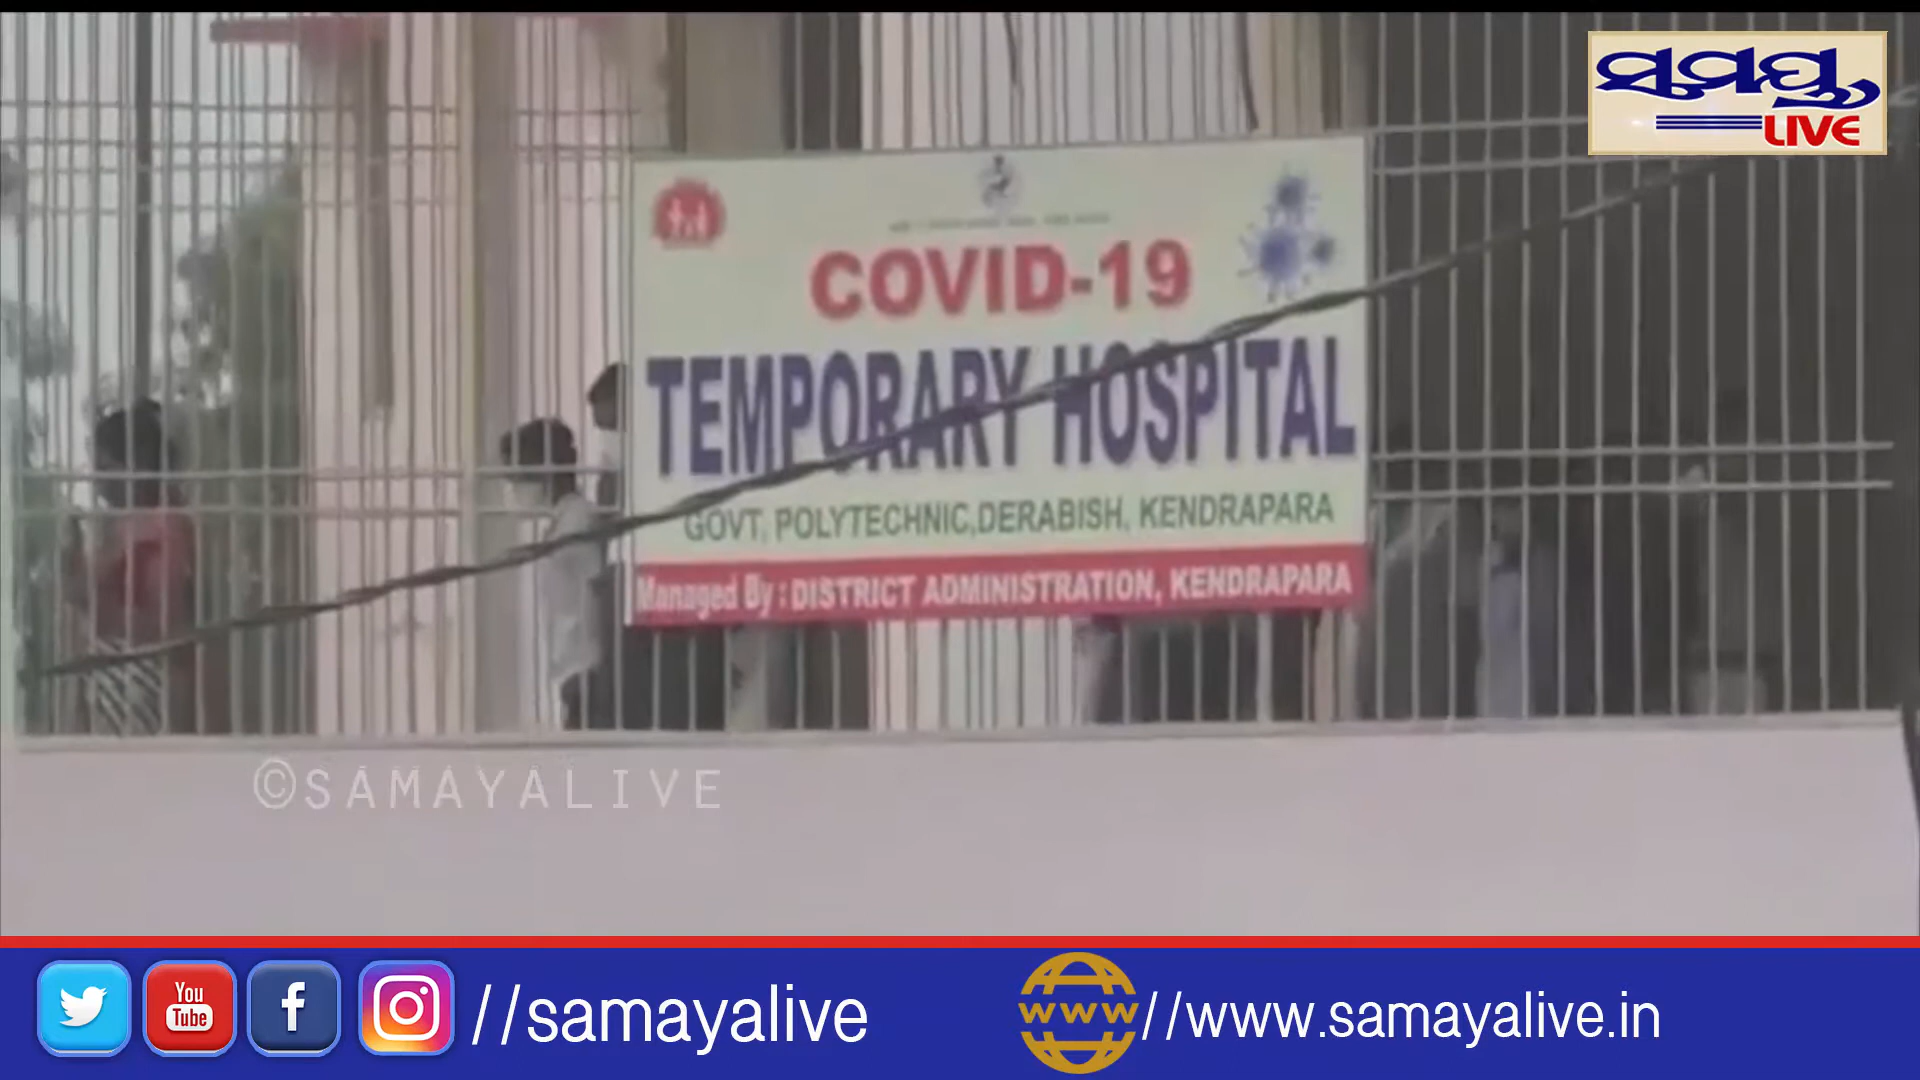 ସମୟ
LIVE
COVID-19
TEMPORARY HOSPITAL
GOVT, POLYTECHNIC,DERABISH, KENDRAPARA
Managed By : DISTRICT ADMINISTRATION, KENDRAPARA
©SAMAYALIVE
You
Tube
//samayalive
www
//www.samayalive.in